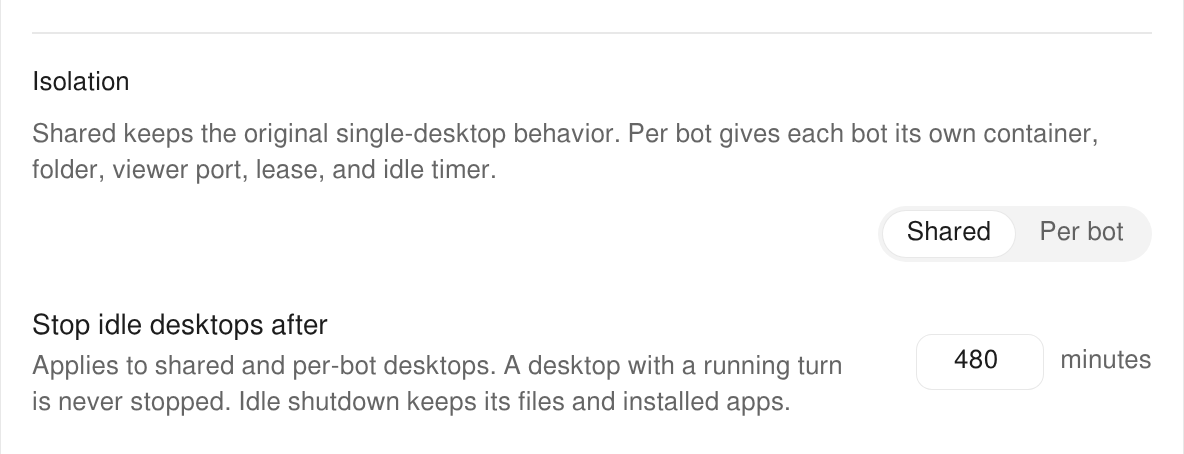 Isolation
Shared keeps the original single-desktop behavior. Per bot gives each bot its own container,
folder, viewer port, lease, and idle timer.
Shared Per bot
Stop idle desktops after
Applies to shared and per-bot desktops. A desktop with a running turn
is never stopped. Idle shutdown keeps its files and installed apps.
480 minutes